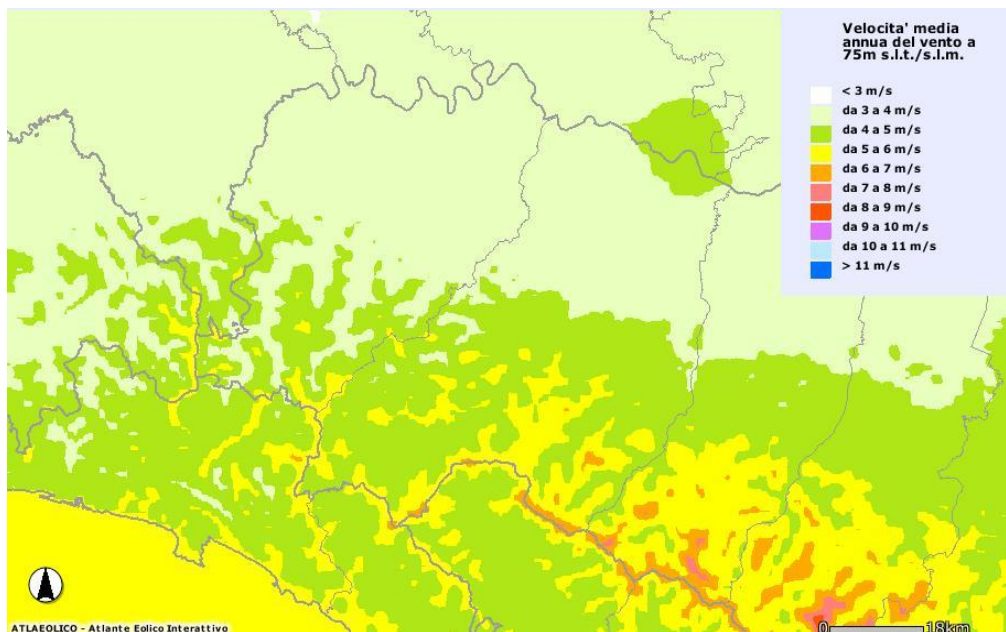 Velocita' media
annua del vento a
75m s.l.t./s.l.m.
< 3 m/s
da 3 a 4 m/s
da 4 a 5 m/s
da 5 a 6 m/s
da 6 a 7 m/s
da 7 a 8 m/s
da 8 a 9 m/s
da 9 a 10 m/s
da 10 a 11 m/s
> 11 m/s
ATLAEOLICO - Atlante Eolico Interattivo
0 18km